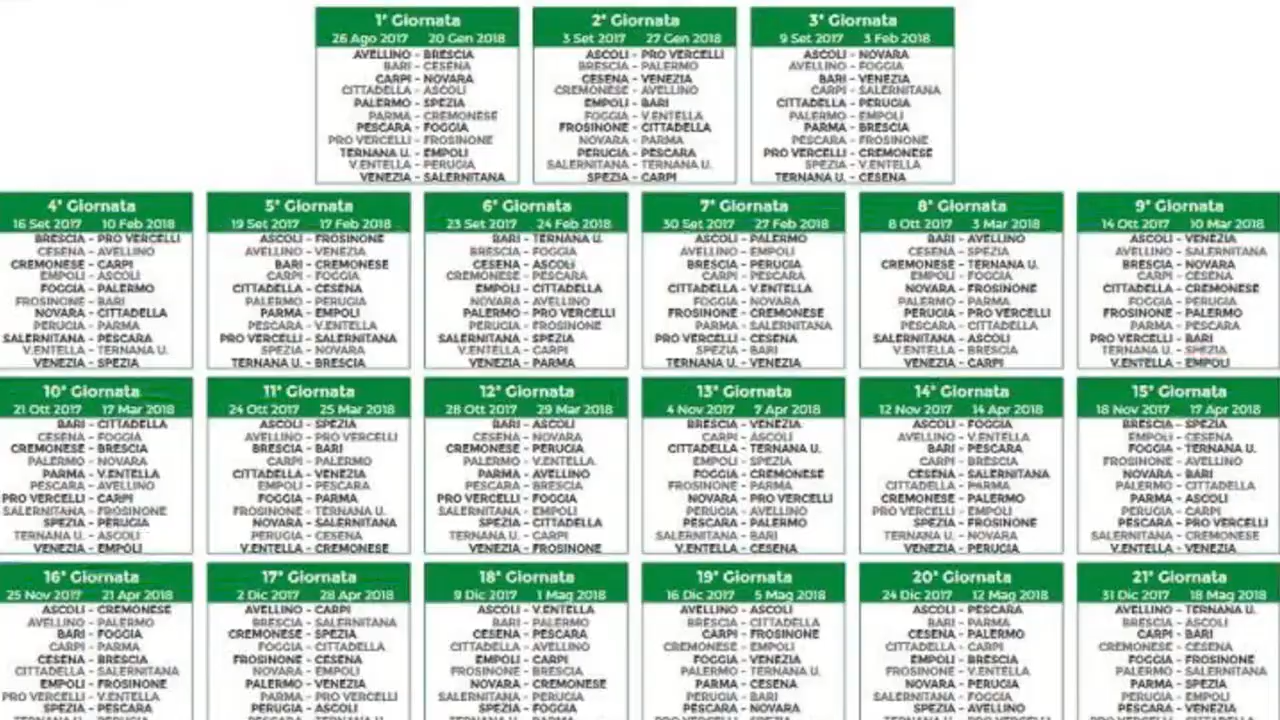 1ª Giornata
26 Ago 2017 20 Gen 2018
AVELLINO - BRESCIA
BARI - CESENA
CARPI - NOVARA
CITTADELLA - ASCOLI
PALERMO - SPEZIA
PARMA - CREMONESE
PESCARA - FOGGIA
PRO VERCELLI - FROSINONE
TERNANA U. - EMPOLI
V.ENTELLA - PERUGIA
VENEZIA - SALERNITANA
2ª Giornata
3 Set 2017 27 Gen 2018
ASCOLI - PRO VERCELLI
BRESCIA - PALERMO
CESENA - VENEZIA
CREMONESE - AVELLINO
EMPOLI - BARI
FOGGIA - V.ENTELLA
FROSINONE - CITTADELLA
NOVARA - PARMA
PERUGIA - PESCARA
SALERNITANA - TERNANA U.
SPEZIA - CARPI
3ª Giornata
9 Set 2017 3 Feb 2018
ASCOLI - NOVARA
AVELLINO - FOGGIA
BARI - VENEZIA
CARPI - SALERNITANA
CITTADELLA - PERUGIA
PALERMO - EMPOLI
PARMA - BRESCIA
PESCARA - FROSINONE
PRO VERCELLI - CREMONESE
SPEZIA - V.ENTELLA
TERNANA U. - CESENA
4ª Giornata
16 Set 2017 10 Feb 2018
BRESCIA - PRO VERCELLI
CESENA - AVELLINO
CREMONESE - CARPI
EMPOLI - ASCOLI
FOGGIA - PALERMO
FROSINONE - BARI
NOVARA - CITTADELLA
PERUGIA - PARMA
SALERNITANA - PESCARA
V.ENTELLA - TERNANA U.
VENEZIA - SPEZIA
5ª Giornata
19 Set 2017 17 Feb 2018
ASCOLI - FROSINONE
AVELLINO - VENEZIA
BARI - CREMONESE
CARPI - FOGGIA
CITTADELLA - CESENA
PALERMO - PERUGIA
PARMA - EMPOLI
PESCARA - V.ENTELLA
PRO VERCELLI - SALERNITANA
SPEZIA - NOVARA
TERNANA U. - BRESCIA
6ª Giornata
23 Set 2017 24 Feb 2018
BARI - TERNANA U.
BRESCIA - FOGGIA
CESENA - ASCOLI
CREMONESE - PESCARA
EMPOLI - CITTADELLA
NOVARA - AVELLINO
PALERMO - PRO VERCELLI
PERUGIA - FROSINONE
SALERNITANA - SPEZIA
V.ENTELLA - CARPI
VENEZIA - PARMA
7ª Giornata
30 Set 2017 27 Feb 2018
ASCOLI - PALERMO
AVELLINO - EMPOLI
BRESCIA - PERUGIA
CARPI - PESCARA
CITTADELLA - V.ENTELLA
FOGGIA - NOVARA
FROSINONE - CREMONESE
PARMA - SALERNITANA
PRO VERCELLI - CESENA
SPEZIA - BARI
TERNANA U. - VENEZIA
8ª Giornata
8 Ott 2017 3 Mar 2018
BARI - AVELLINO
CESENA - SPEZIA
CREMONESE - TERNANA U.
EMPOLI - FOGGIA
NOVARA - FROSINONE
PALERMO - PARMA
PERUGIA - PRO VERCELLI
PESCARA - CITTADELLA
SALERNITANA - ASCOLI
V.ENTELLA - BRESCIA
VENEZIA - CARPI
9ª Giornata
14 Ott 2017 10 Mar 2018
ASCOLI - VENEZIA
AVELLINO - SALERNITANA
BRESCIA - NOVARA
CARPI - CESENA
CITTADELLA - CREMONESE
FOGGIA - PERUGIA
FROSINONE - PALERMO
PARMA - PESCARA
PRO VERCELLI - BARI
TERNANA U. - SPEZIA
V.ENTELLA - EMPOLI
10ª Giornata
21 Ott 2017 17 Mar 2018
BARI - CITTADELLA
CESENA - FOGGIA
CREMONESE - BRESCIA
PALERMO - NOVARA
PARMA - V.ENTELLA
PESCARA - AVELLINO
PRO VERCELLI - CARPI
SALERNITANA - FROSINONE
SPEZIA - PERUGIA
TERNANA U. - ASCOLI
VENEZIA - EMPOLI
11ª Giornata
24 Ott 2017 25 Mar 2018
ASCOLI - SPEZIA
AVELLINO - PRO VERCELLI
BRESCIA - BARI
CARPI - PALERMO
CITTADELLA - VENEZIA
EMPOLI - PESCARA
FOGGIA - PARMA
FROSINONE - TERNANA U.
NOVARA - SALERNITANA
PERUGIA - CESENA
V.ENTELLA - CREMONESE
12ª Giornata
28 Ott 2017 29 Mar 2018
BARI - ASCOLI
CESENA - NOVARA
CREMONESE - PERUGIA
PALERMO - V.ENTELLA
PARMA - AVELLINO
PESCARA - BRESCIA
PRO VERCELLI - FOGGIA
SALERNITANA - EMPOLI
SPEZIA - CITTADELLA
TERNANA U. - CARPI
VENEZIA - FROSINONE
13ª Giornata
4 Nov 2017 7 Apr 2018
BRESCIA - VENEZIA
CARPI - ASCOLI
CITTADELLA - TERNANA U.
EMPOLI - SPEZIA
FOGGIA - CREMONESE
FROSINONE - PARMA
NOVARA - PRO VERCELLI
PERUGIA - AVELLINO
PESCARA - PALERMO
SALERNITANA - BARI
V.ENTELLA - CESENA
14ª Giornata
12 Nov 2017 14 Apr 2018
ASCOLI - FOGGIA
AVELLINO - V.ENTELLA
BARI - PESCARA
CARPI - BRESCIA
CESENA - SALERNITANA
CITTADELLA - PARMA
CREMONESE - PALERMO
PRO VERCELLI - EMPOLI
SPEZIA - FROSINONE
TERNANA U. - NOVARA
VENEZIA - PERUGIA
15ª Giornata
18 Nov 2017 17 Apr 2018
BRESCIA - SPEZIA
EMPOLI - CESENA
FOGGIA - TERNANA U.
FROSINONE - AVELLINO
NOVARA - BARI
PALERMO - CITTADELLA
PARMA - ASCOLI
PERUGIA - CARPI
PESCARA - PRO VERCELLI
SALERNITANA - CREMONESE
V.ENTELLA - VENEZIA
16ª Giornata
25 Nov 2017 21 Apr 2018
ASCOLI - CREMONESE
AVELLINO - PALERMO
BARI - FOGGIA
CARPI - PARMA
CESENA - BRESCIA
CITTADELLA - SALERNITANA
EMPOLI - FROSINONE
PRO VERCELLI - V.ENTELLA
SPEZIA - PESCARA
TERNANA U. - PERUGIA
17ª Giornata
2 Dic 2017 28 Apr 2018
AVELLINO - CARPI
BRESCIA - SALERNITANA
CREMONESE - SPEZIA
FOGGIA - CITTADELLA
FROSINONE - CESENA
NOVARA - EMPOLI
PALERMO - VENEZIA
PARMA - PRO VERCELLI
PERUGIA - ASCOLI
PESCARA - TERNANA U.
18ª Giornata
9 Dic 2017 1 Mag 2018
ASCOLI - V.ENTELLA
BARI - PALERMO
CESENA - PESCARA
CITTADELLA - AVELLINO
EMPOLI - CARPI
FROSINONE - BRESCIA
NOVARA - CREMONESE
SALERNITANA - PERUGIA
SPEZIA - PARMA
19ª Giornata
16 Dic 2017 5 Mag 2018
AVELLINO - ASCOLI
BRESCIA - CITTADELLA
CARPI - FROSINONE
CREMONESE - EMPOLI
FOGGIA - VENEZIA
PALERMO - TERNANA U.
PARMA - CESENA
PERUGIA - BARI
PESCARA - NOVARA
20ª Giornata
24 Dic 2017 12 Mag 2018
ASCOLI - PESCARA
BARI - PARMA
CESENA - PALERMO
CITTADELLA - CARPI
EMPOLI - BRESCIA
FROSINONE - V.ENTELLA
NOVARA - PERUGIA
SALERNITANA - FOGGIA
SPEZIA - AVELLINO
21ª Giornata
31 Dic 2017 18 Mag 2018
AVELLINO - TERNANA U.
BRESCIA - ASCOLI
CARPI - BARI
CREMONESE - CESENA
FOGGIA - FROSINONE
PALERMO - SALERNITANA
PARMA - SPEZIA
PERUGIA - EMPOLI
PESCARA - VENEZIA